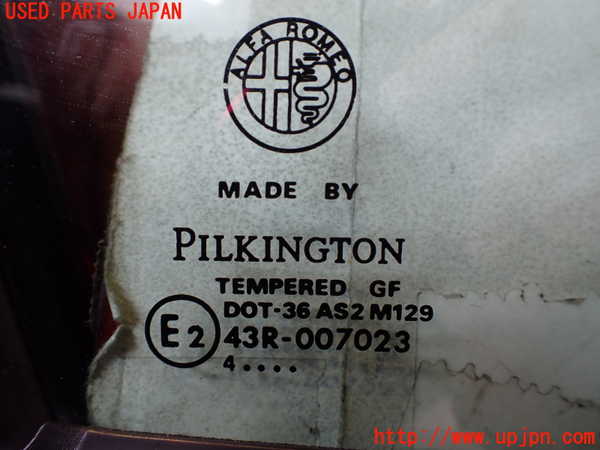 USED PARTS JAPAN
ALFA ROMEO
MADE BY
PILKINGTON
TEMPERED GF
DOT-36 AS2 M129
E2 43R-007023
4....
http://www.upjpn.com/